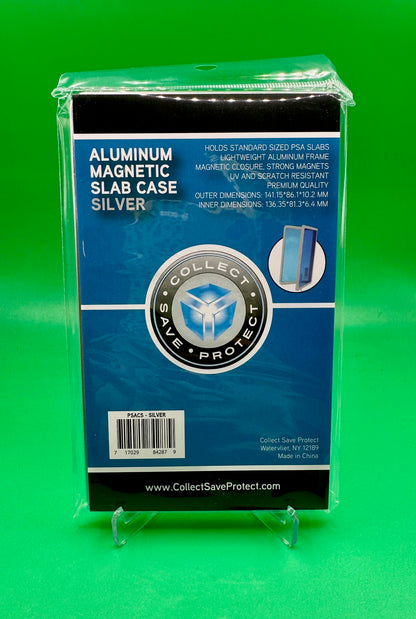 ALUMINUM
MAGNETIC
SLAB CASE
SILVER
HOLDS STANDARD SIZED PSA SLABS
LIGHTWEIGHT ALUMINUM FRAME
MAGNETIC CLOSURE, STRONG MAGNETS
UV AND SCRATCH RESISTANT
PREMIUM QUALITY
OUTER DIMENSIONS: 141.15*86.1*10.2 MM
INNER DIMENSIONS: 136.35*81.3*6.4 MM
• COLLECT •
SAVE • PROTECT
PSACS - SILVER
7 17029 84287 9
Collect Save Protect
Watervliet, NY 12189
Made in China
www.CollectSaveProtect.com